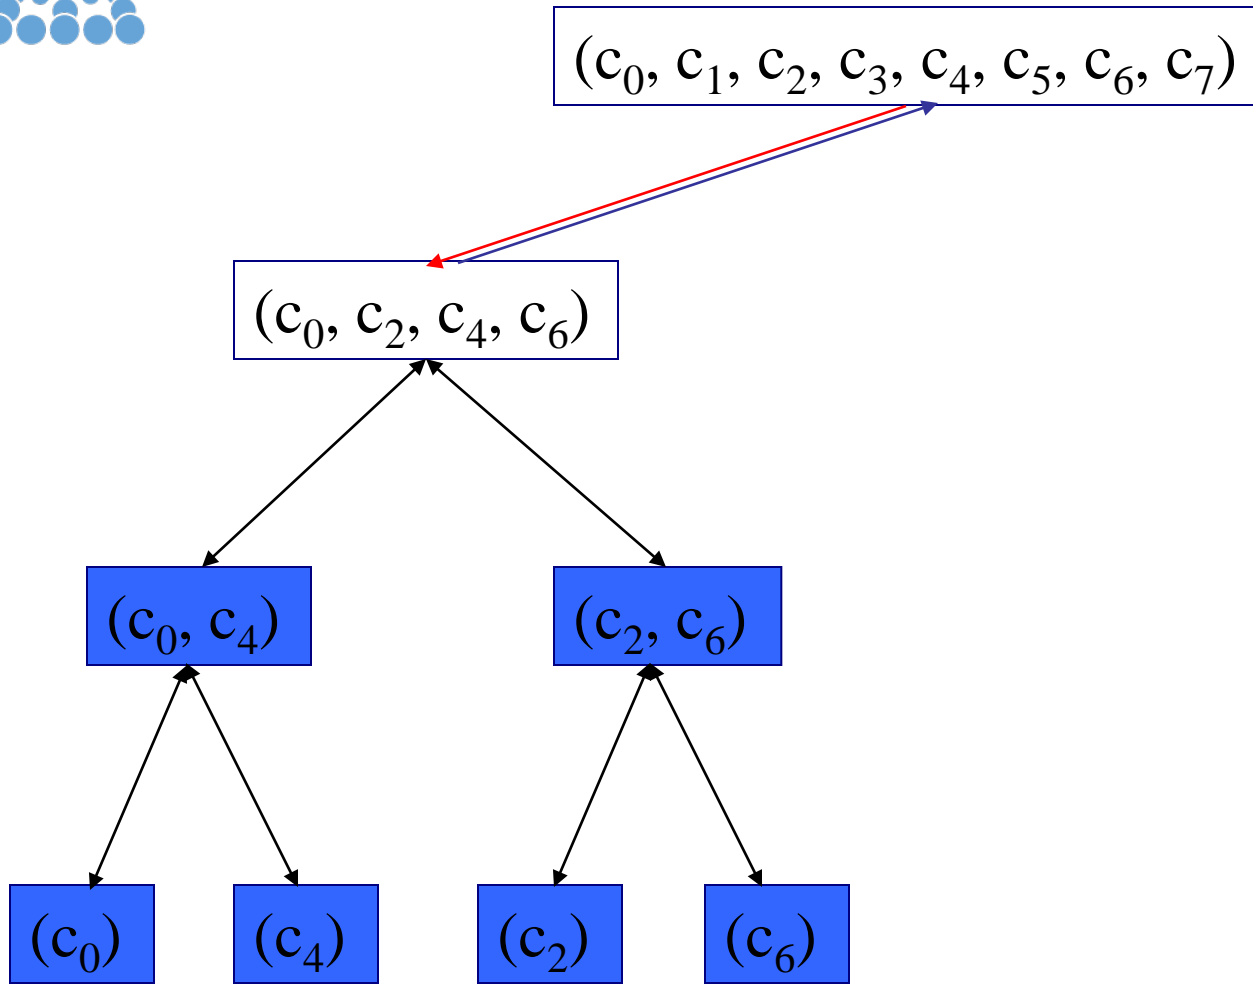 (c₀, c₁, c₂, c₃, c₄, c₅, c₆, c₇)
(c₀, c₂, c₄, c₆)
(c₀, c₄)
(c₂, c₆)
(c₀)
(c₄)
(c₂)
(c₆)